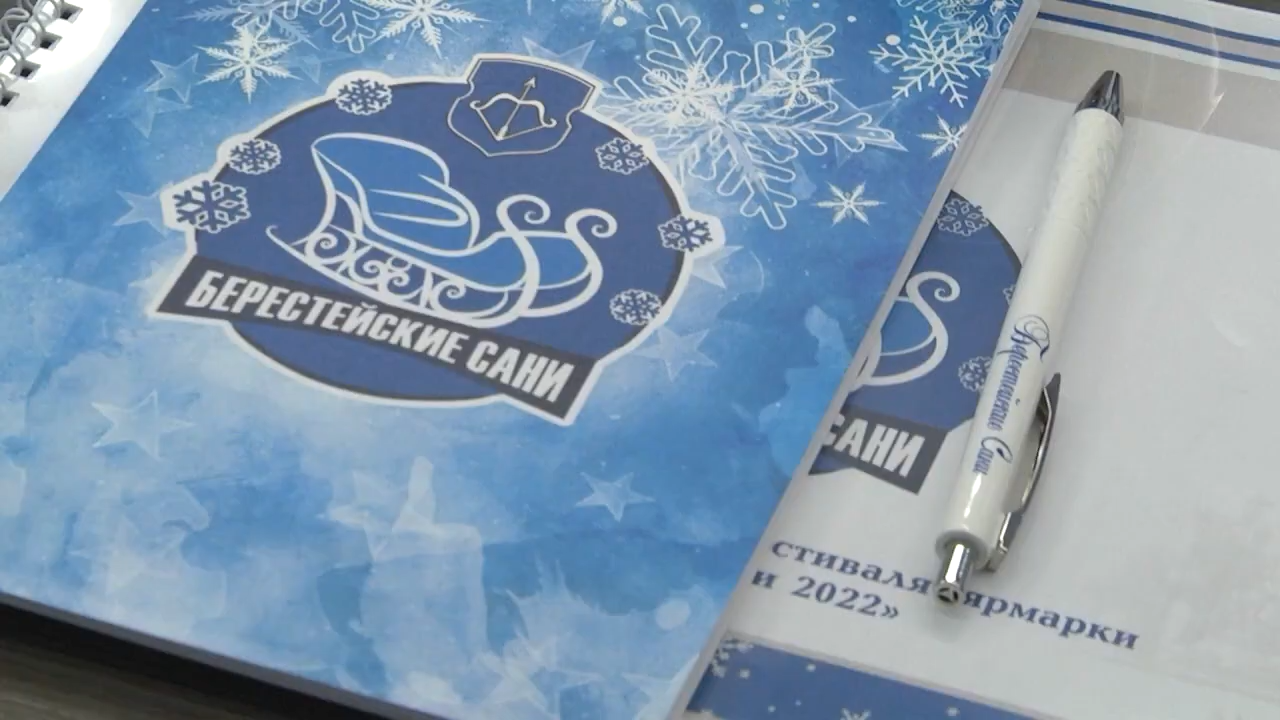 БЕРЕСТЕЙСКИЕ САНИ
САНИ
Берестейские Сани
стиваля ярмарки
и 2022»